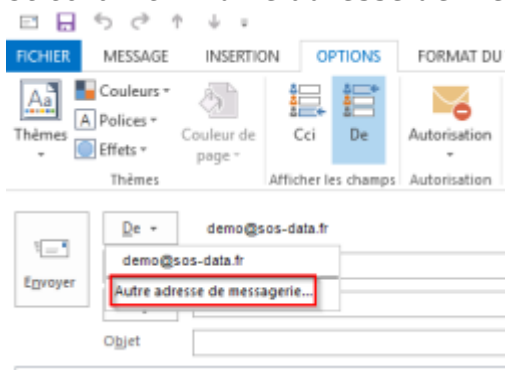 FICHIER MESSAGE INSERTION OPTIONS FORMAT DU
Aa Couleurs
A Polices
Thèmes Effets Couleur de page Cci De Autorisation
Thèmes Afficher les champs Autorisation
De demo@sos-data.fr
demo@sos-data.fr
Envoyer Autre adresse de messagerie...
Objet